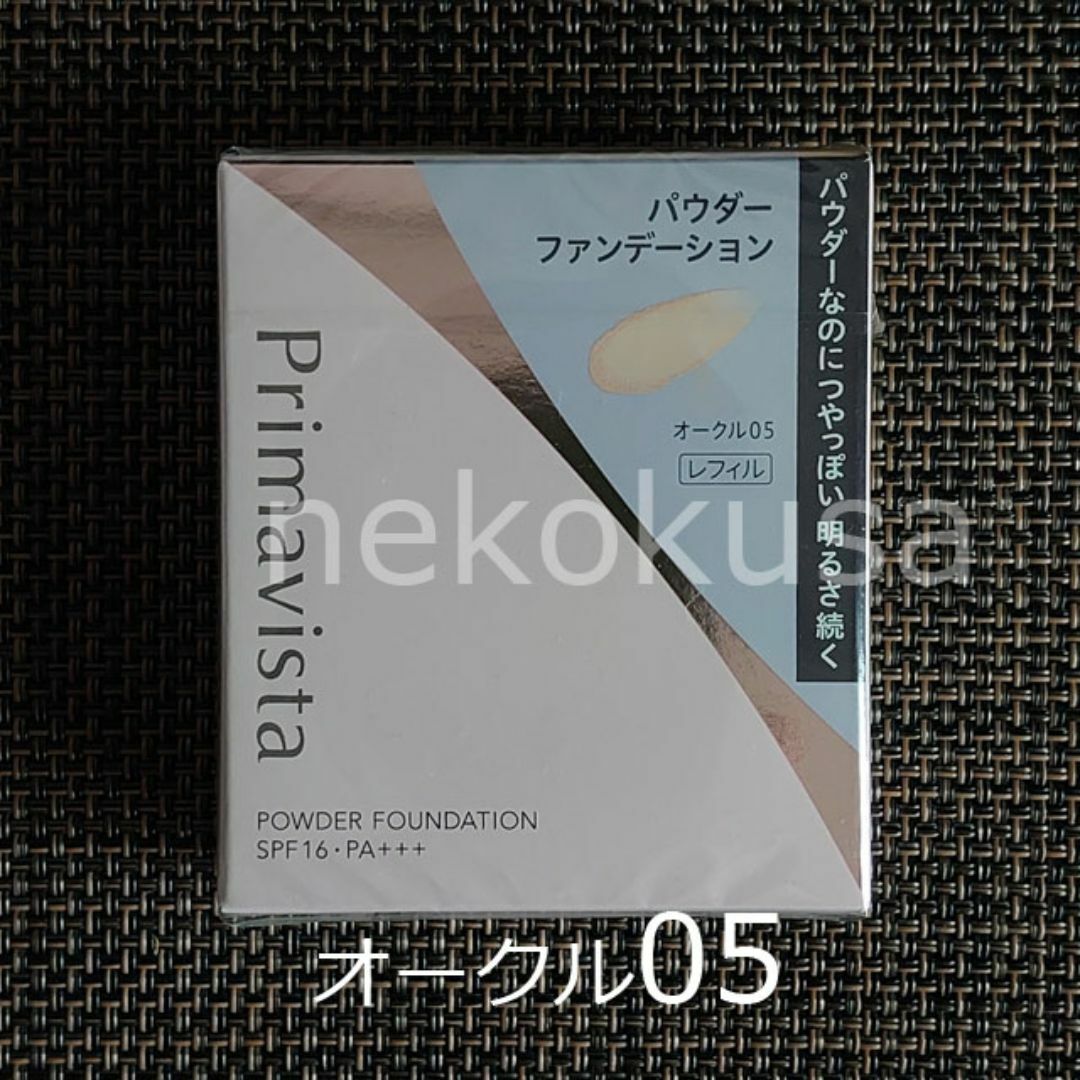 パウダー
ファンデーション
オークル05
レフィル
パウダーなのにつやっぽい 明るさ続く
Primavista
nekokusa
POWDER FOUNDATION
SPF16・PA+++
オークル05